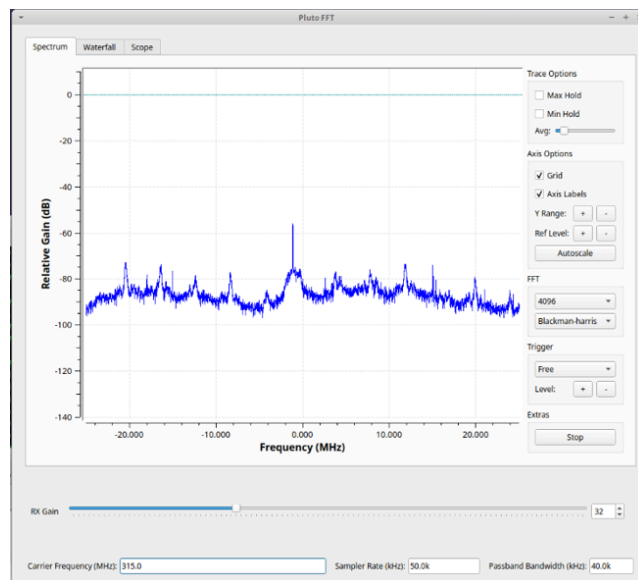 Pluto FFT
Spectrum Waterfall Scope
0
-20
-40
-60
-80
-100
-120
-140
Relative Gain (dB)
-20.000 -10.000 0.000 10.000 20.000
Frequency (MHz)
Trace Options
Max Hold
Min Hold
Avg:
Axis Options
Grid
Axis Labels
Y Range: + -
Ref Level: + -
Autoscale
FFT
4096
Blackman-harris
Trigger
Free
Level: + -
Extras
Stop
RX Gain 32
Carrier Frequency (MHz): 315.0 Sampler Rate (kHz): 50.0k Passband Bandwidth (kHz): 40.0k